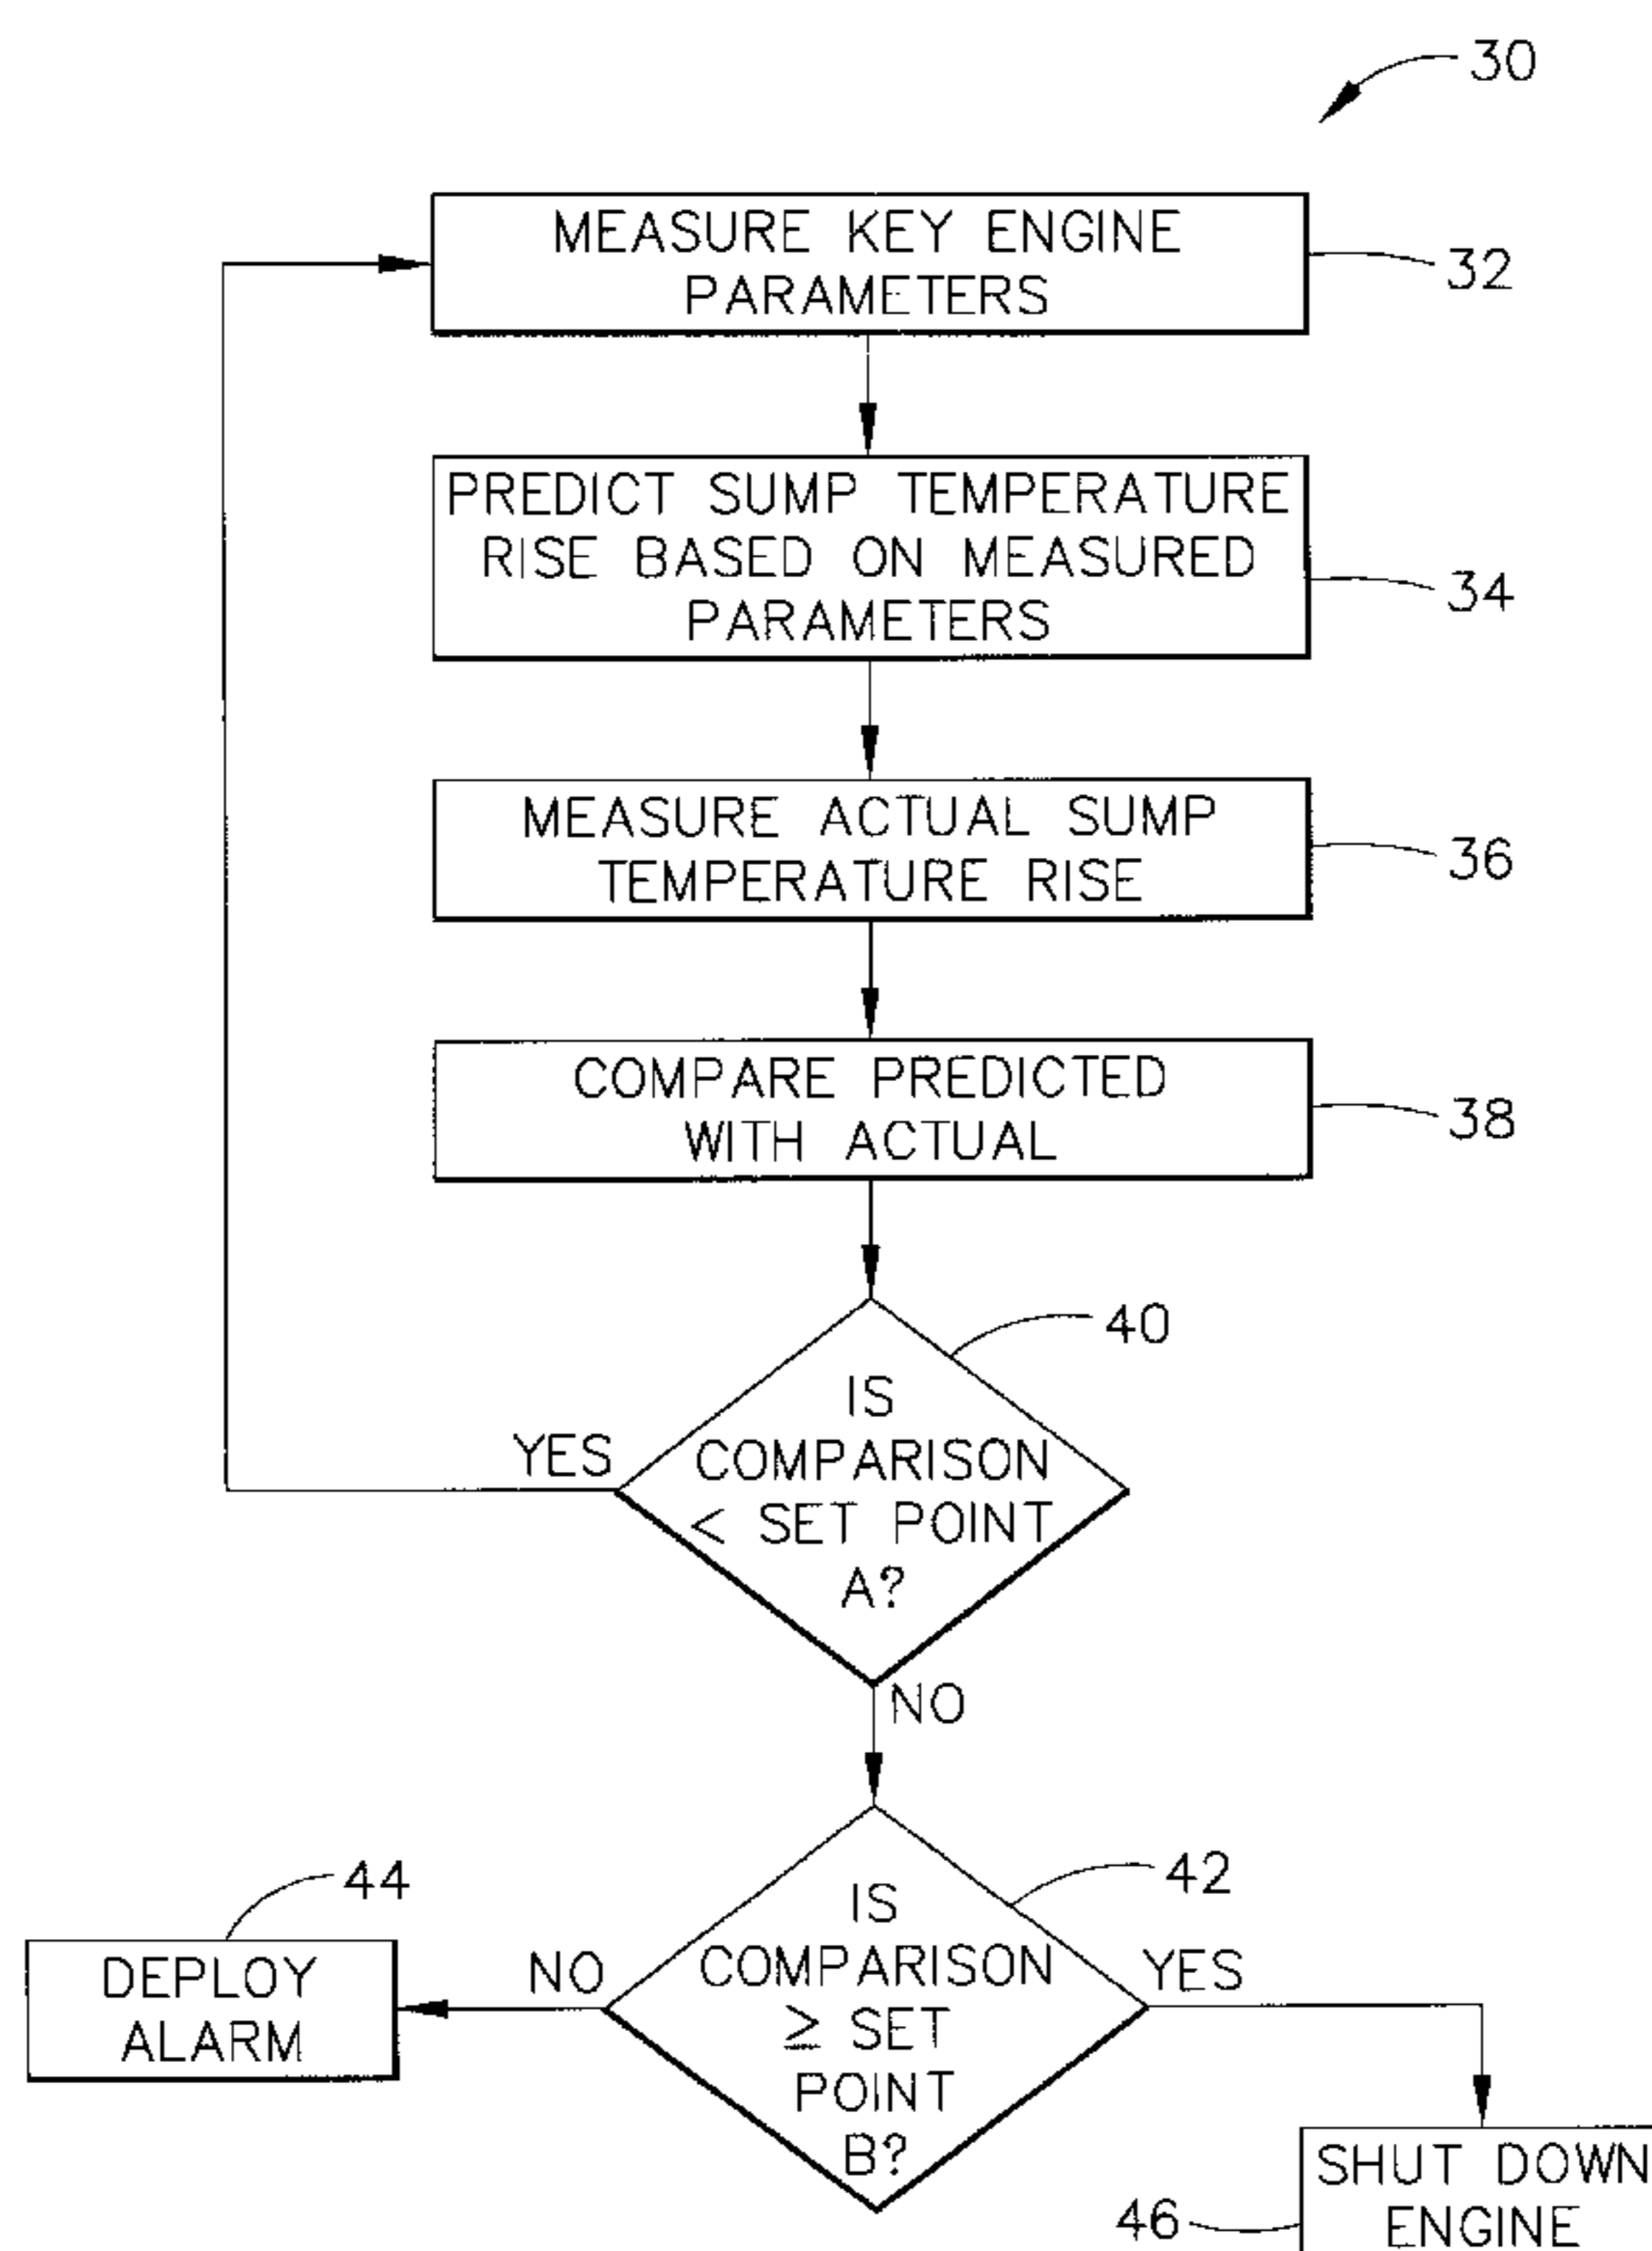 30
MEASURE KEY ENGINE
PARAMETERS
32
PREDICT SUMP TEMPERATURE
RISE BASED ON MEASURED
PARAMETERS
34
MEASURE ACTUAL SUMP
TEMPERATURE RISE
36
COMPARE PREDICTED
WITH ACTUAL
38
40
IS
COMPARISON
< SET POINT
A?
YES
NO
42
IS
COMPARISON
≥ SET
POINT
B?
NO
YES
44
DEPLOY
ALARM
SHUT DOWN
ENGINE
46